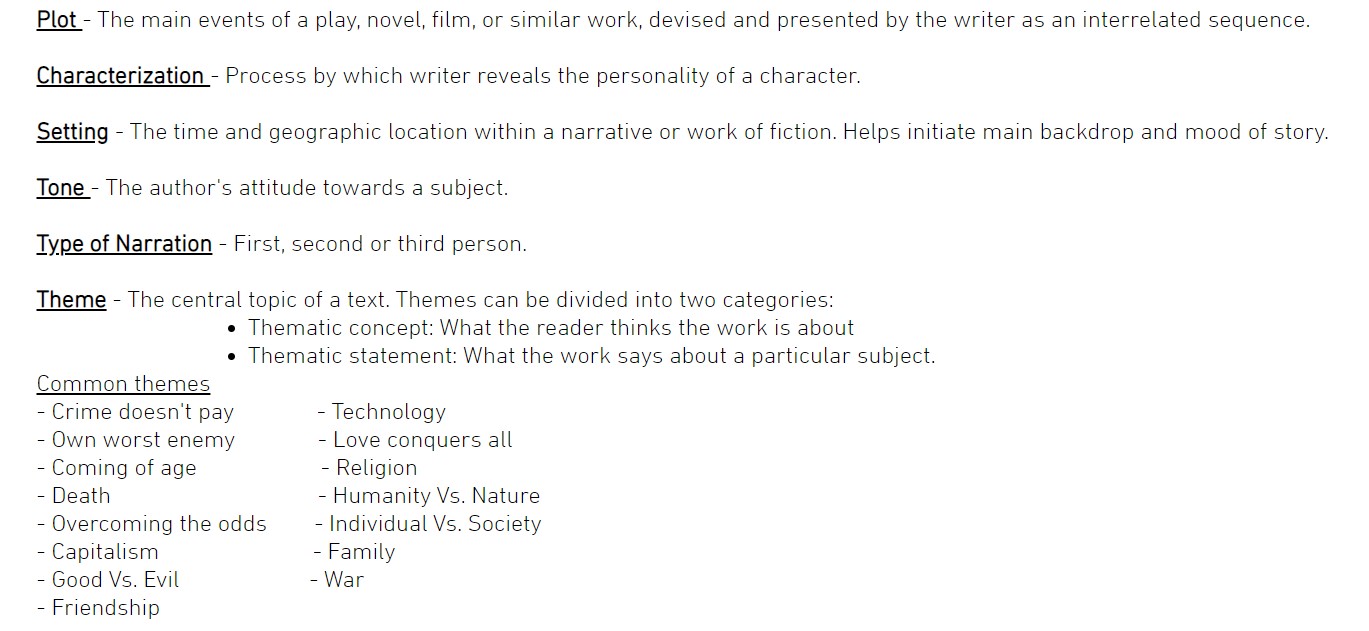 Plot - The main events of a play, novel, film, or similar work, devised and presented by the writer as an interrelated sequence.
Characterization - Process by which writer reveals the personality of a character.
Setting - The time and geographic location within a narrative or work of fiction. Helps initiate main backdrop and mood of story.
Tone - The author's attitude towards a subject.
Type of Narration - First, second or third person.
Theme - The central topic of a text. Themes can be divided into two categories:
• Thematic concept: What the reader thinks the work is about
• Thematic statement: What the work says about a particular subject.
Common themes
- Crime doesn't pay - Technology
- Own worst enemy - Love conquers all
- Coming of age - Religion
- Death - Humanity Vs. Nature
- Overcoming the odds - Individual Vs. Society
- Capitalism - Family
- Good Vs. Evil - War
- Friendship